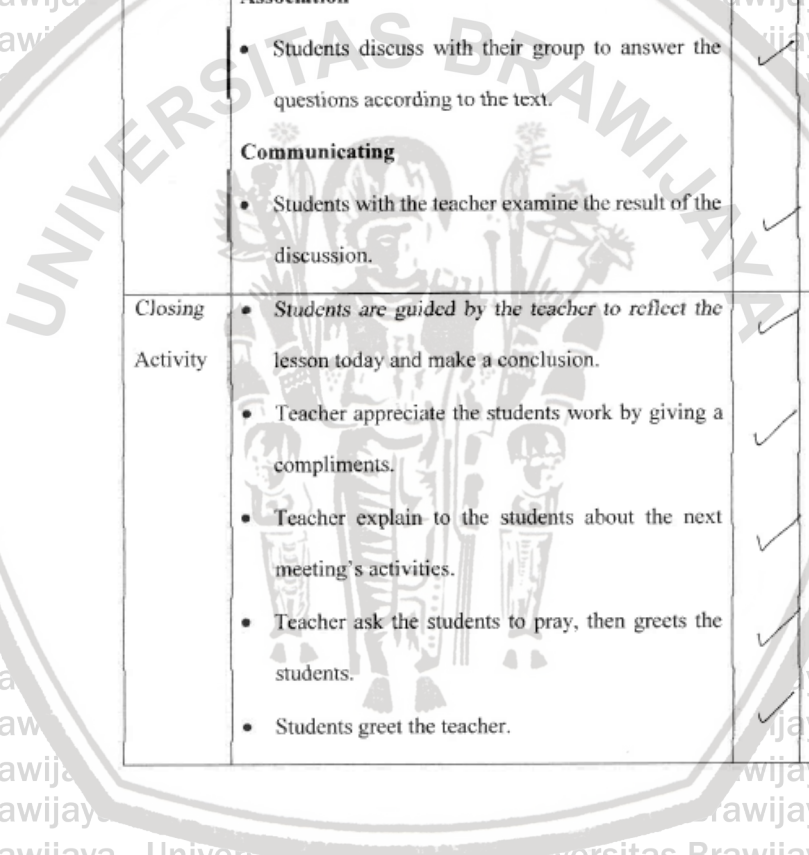 Association
• Students discuss with their group to answer the
questions according to the text.
Communicating
• Students with the teacher examine the result of the
discussion.
Closing
Activity
• Students are guided by the teacher to reflect the
lesson today and make a conclusion.
• Teacher appreciate the students work by giving a
compliments.
• Teacher explain to the students about the next
meeting's activities.
• Teacher ask the students to pray, then greets the
students.
• Students greet the teacher.
UNIVERSITAS BRAWIJAYA